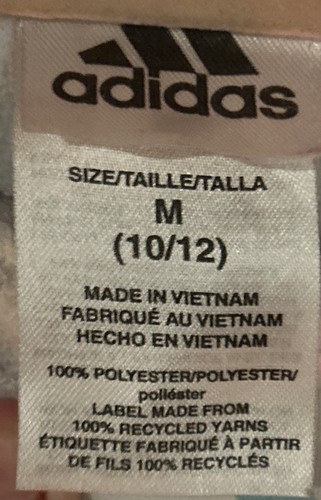 adidas
SIZE/TAILLE/TALLA
M
(10/12)
MADE IN VIETNAM
FABRIQUÉ AU VIETNAM
HECHO EN VIETNAM
100% POLYESTER/POLYESTER/
poliéster
LABEL MADE FROM
100% RECYCLED YARNS
ÉTIQUETTE FABRIQUÉ À PARTIR
DE FILS 100% RECYCLÉS